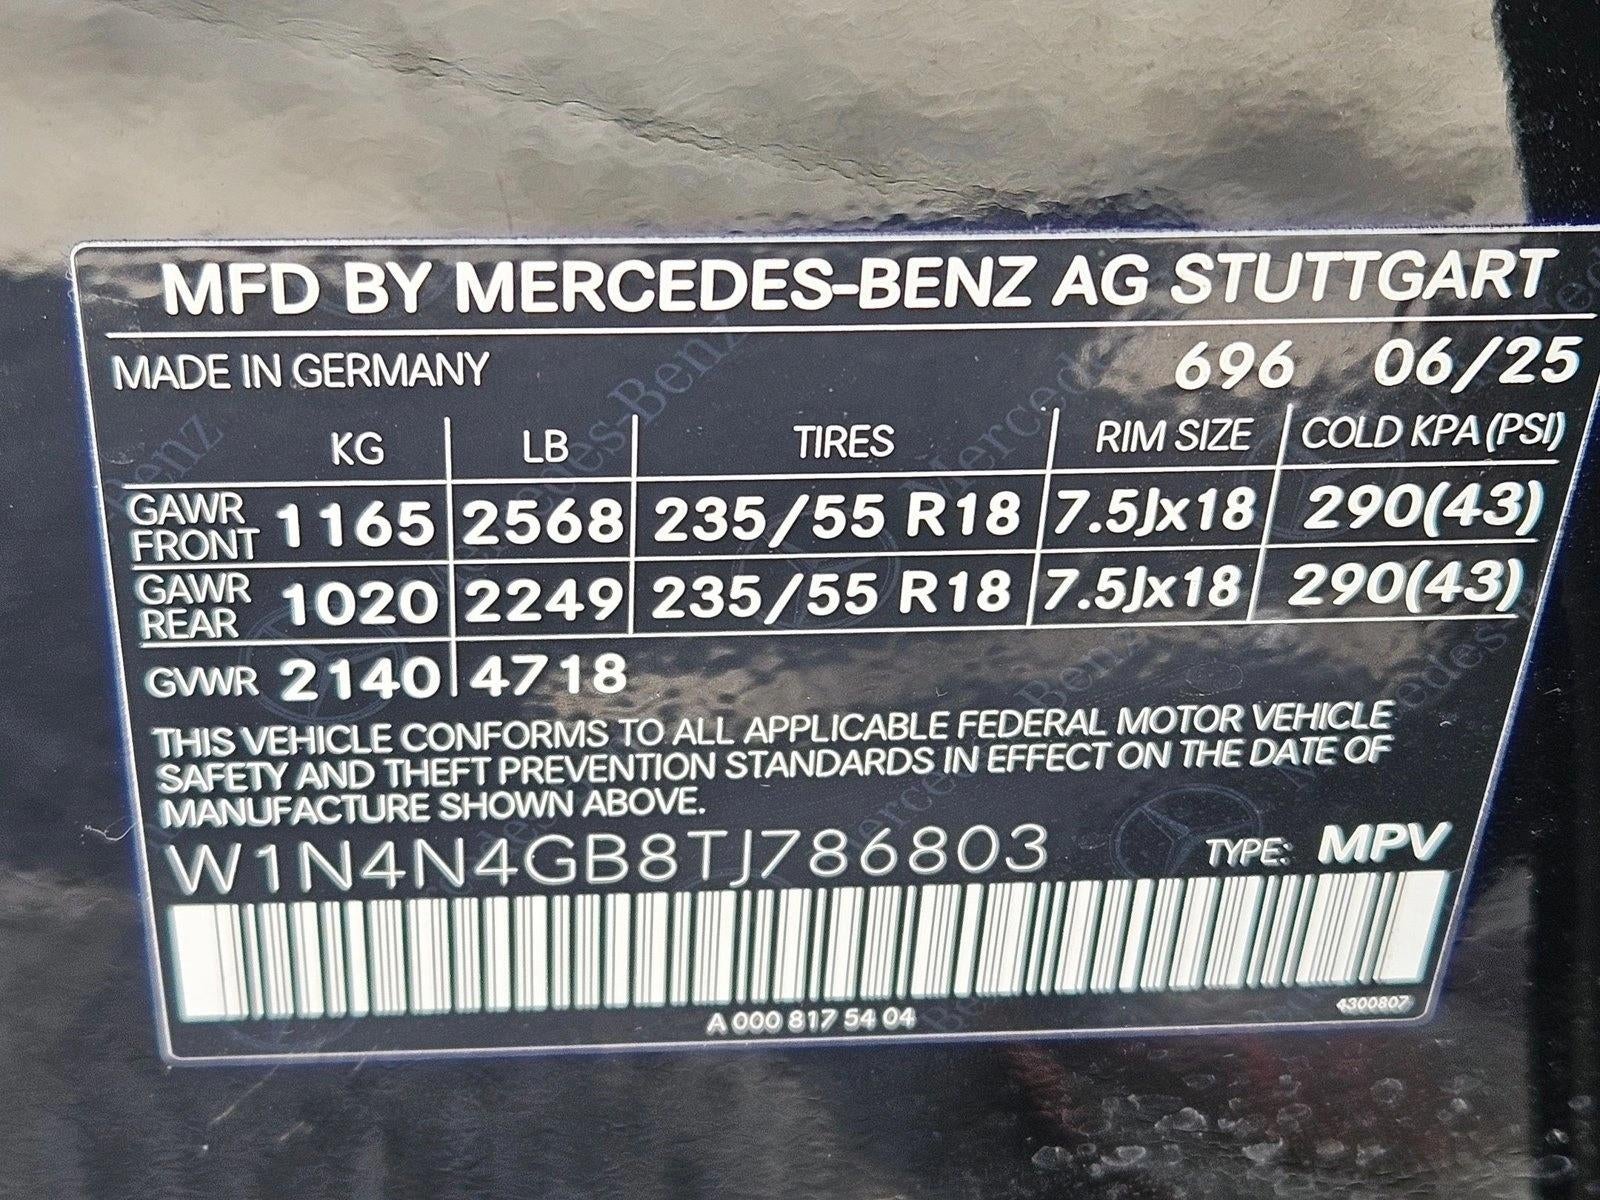 MFD BY MERCEDES-BENZ AG STUTTGART
MADE IN GERMANY 696 06/25
KG LB TIRES RIM SIZE COLD KPA (PSI)
GAWR FRONT 1165 2568 235/55 R18 7.5Jx18 290(43)
GAWR REAR 1020 2249 235/55 R18 7.5Jx18 290(43)
GVWR 2140 4718
THIS VEHICLE CONFORMS TO ALL APPLICABLE FEDERAL MOTOR VEHICLE
SAFETY AND THEFT PREVENTION STANDARDS IN EFFECT ON THE DATE OF
MANUFACTURE SHOWN ABOVE.
W1N4N4GB8TJ786803 TYPE: MPV
A 000 817 54 04 4300807